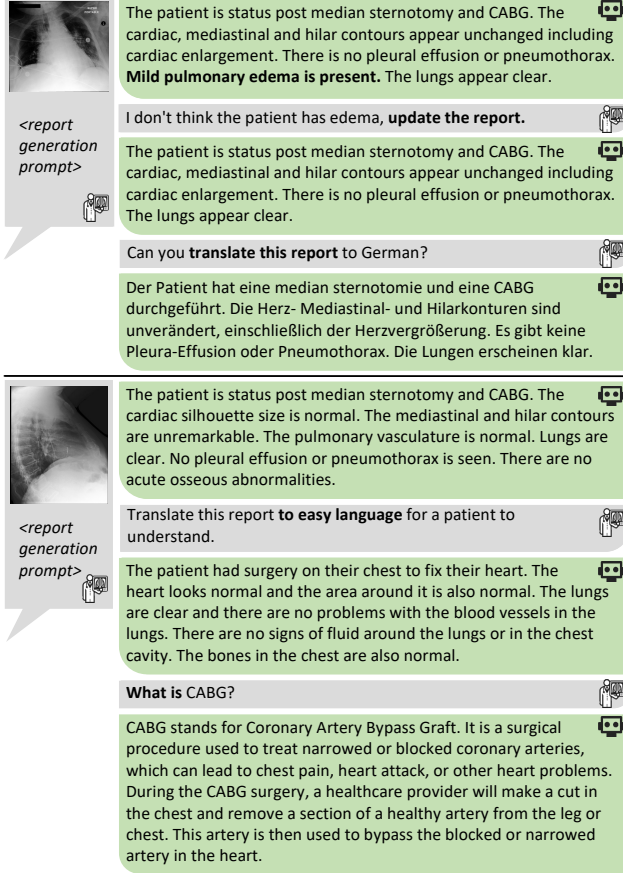 The patient is status post median sternotomy and CABG. The
cardiac, mediastinal and hilar contours appear unchanged including
cardiac enlargement. There is no pleural effusion or pneumothorax.
Mild pulmonary edema is present. The lungs appear clear.
<report
generation
prompt>
I don't think the patient has edema, update the report.
The patient is status post median sternotomy and CABG. The
cardiac, mediastinal and hilar contours appear unchanged including
cardiac enlargement. There is no pleural effusion or pneumothorax.
The lungs appear clear.
Can you translate this report to German?
Der Patient hat eine median sternotomie und eine CABG
durchgeführt. Die Herz- Mediastinal- und Hilarkonturen sind
unverändert, einschließlich der Herzvergrößerung. Es gibt keine
Pleura-Effusion oder Pneumothorax. Die Lungen erscheinen klar.
The patient is status post median sternotomy and CABG. The
cardiac silhouette size is normal. The mediastinal and hilar contours
are unremarkable. The pulmonary vasculature is normal. Lungs are
clear. No pleural effusion or pneumothorax is seen. There are no
acute osseous abnormalities.
<report
generation
prompt>
Translate this report to easy language for a patient to
understand.
The patient had surgery on their chest to fix their heart. The
heart looks normal and the area around it is also normal. The lungs
are clear and there are no problems with the blood vessels in the
lungs. There are no signs of fluid around the lungs or in the chest
cavity. The bones in the chest are also normal.
What is CABG?
CABG stands for Coronary Artery Bypass Graft. It is a surgical
procedure used to treat narrowed or blocked coronary arteries,
which can lead to chest pain, heart attack, or other heart problems.
During the CABG surgery, a healthcare provider will make a cut in
the chest and remove a section of a healthy artery from the leg or
chest. This artery is then used to bypass the blocked or narrowed
artery in the heart.